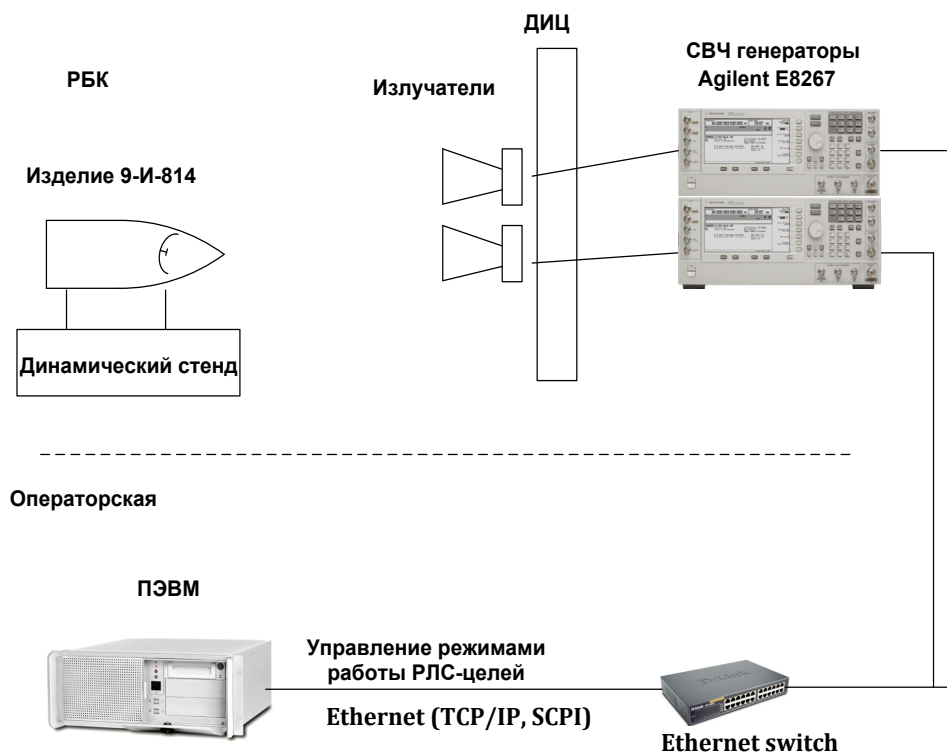 ДИЦ
СВЧ генераторы
Agilent E8267
РБК
Излучатели
Изделие 9-И-814
Динамический стенд
Операторская
ПЭВМ
Управление режимами
работы РЛС-целей
Ethernet (TCP/IP, SCPI)
D-Link
Ethernet switch